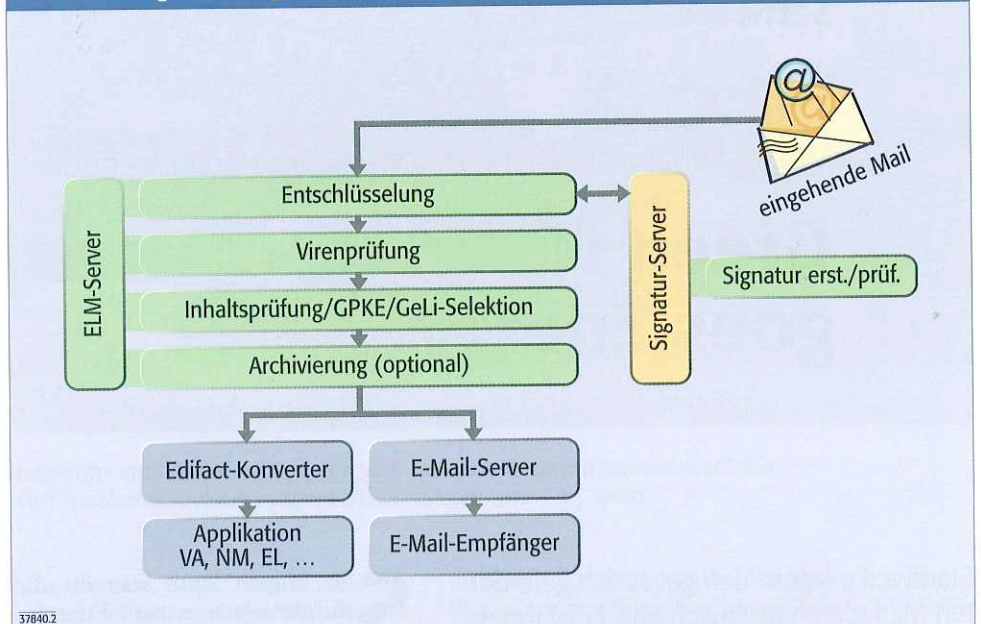 eingehende Mail
Entschlüsselung
Virenprüfung
Inhaltsprüfung/GPKE/GeLi-Selektion
Archivierung (optional)
ELM-Server
Signatur-Server
Signatur erst./prüf.
Edifact-Konverter
E-Mail-Server
Applikation
VA, NM, EL, ...
E-Mail-Empfänger
37840.2